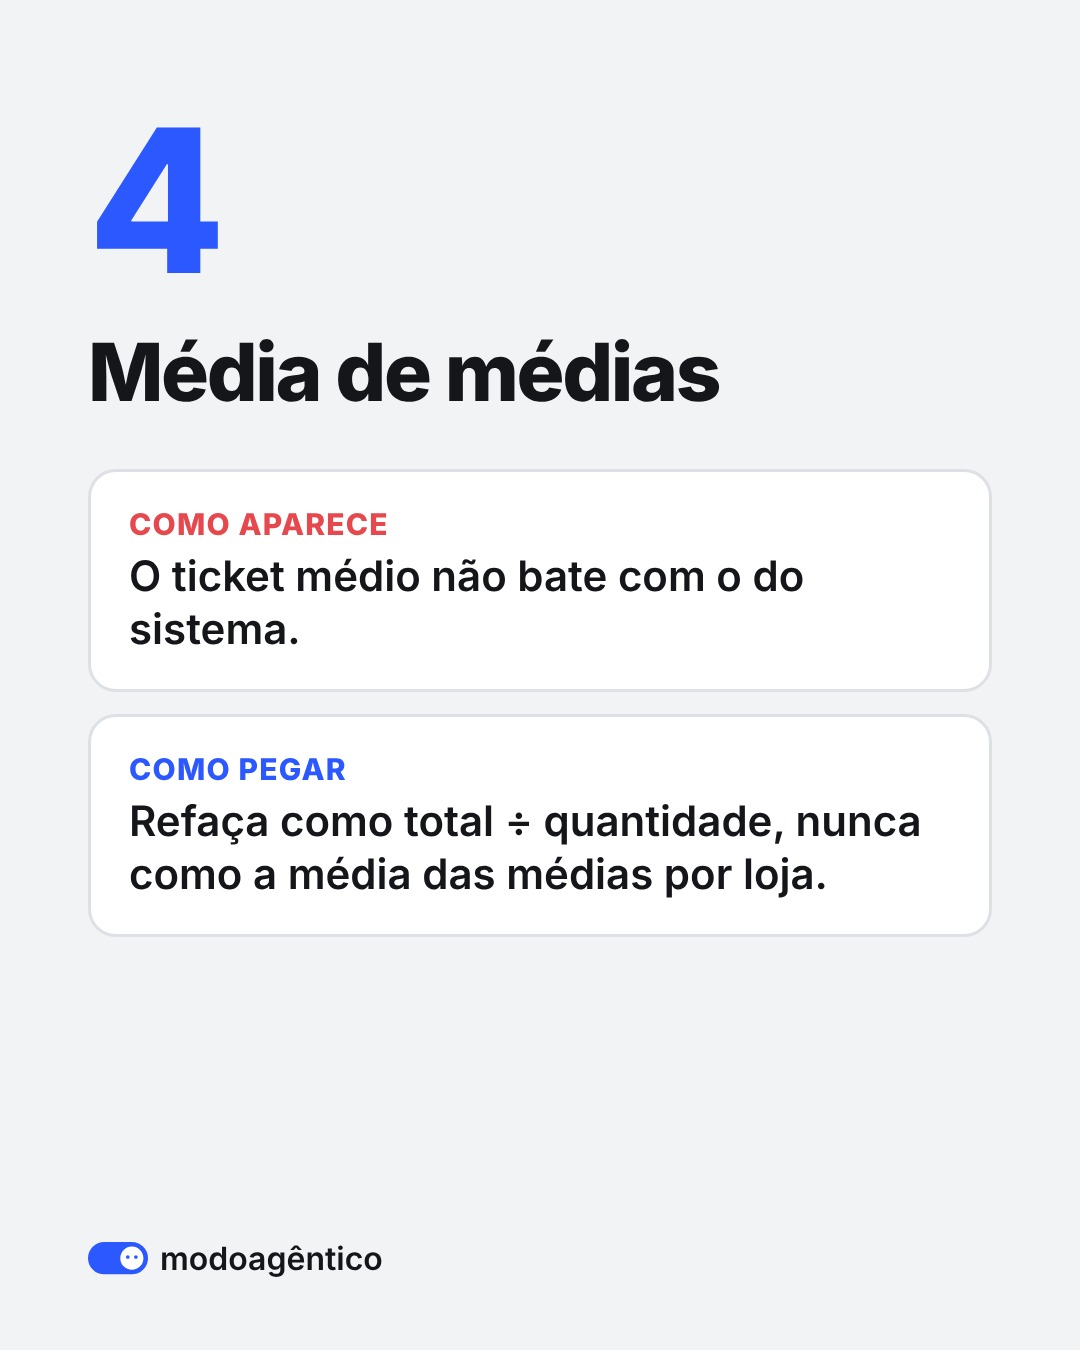 4
Média de médias
COMO APARECE
O ticket médio não bate com o do
sistema.
COMO PEGAR
Refaça como total ÷ quantidade, nunca
como a média das médias por loja.
modoagêntico